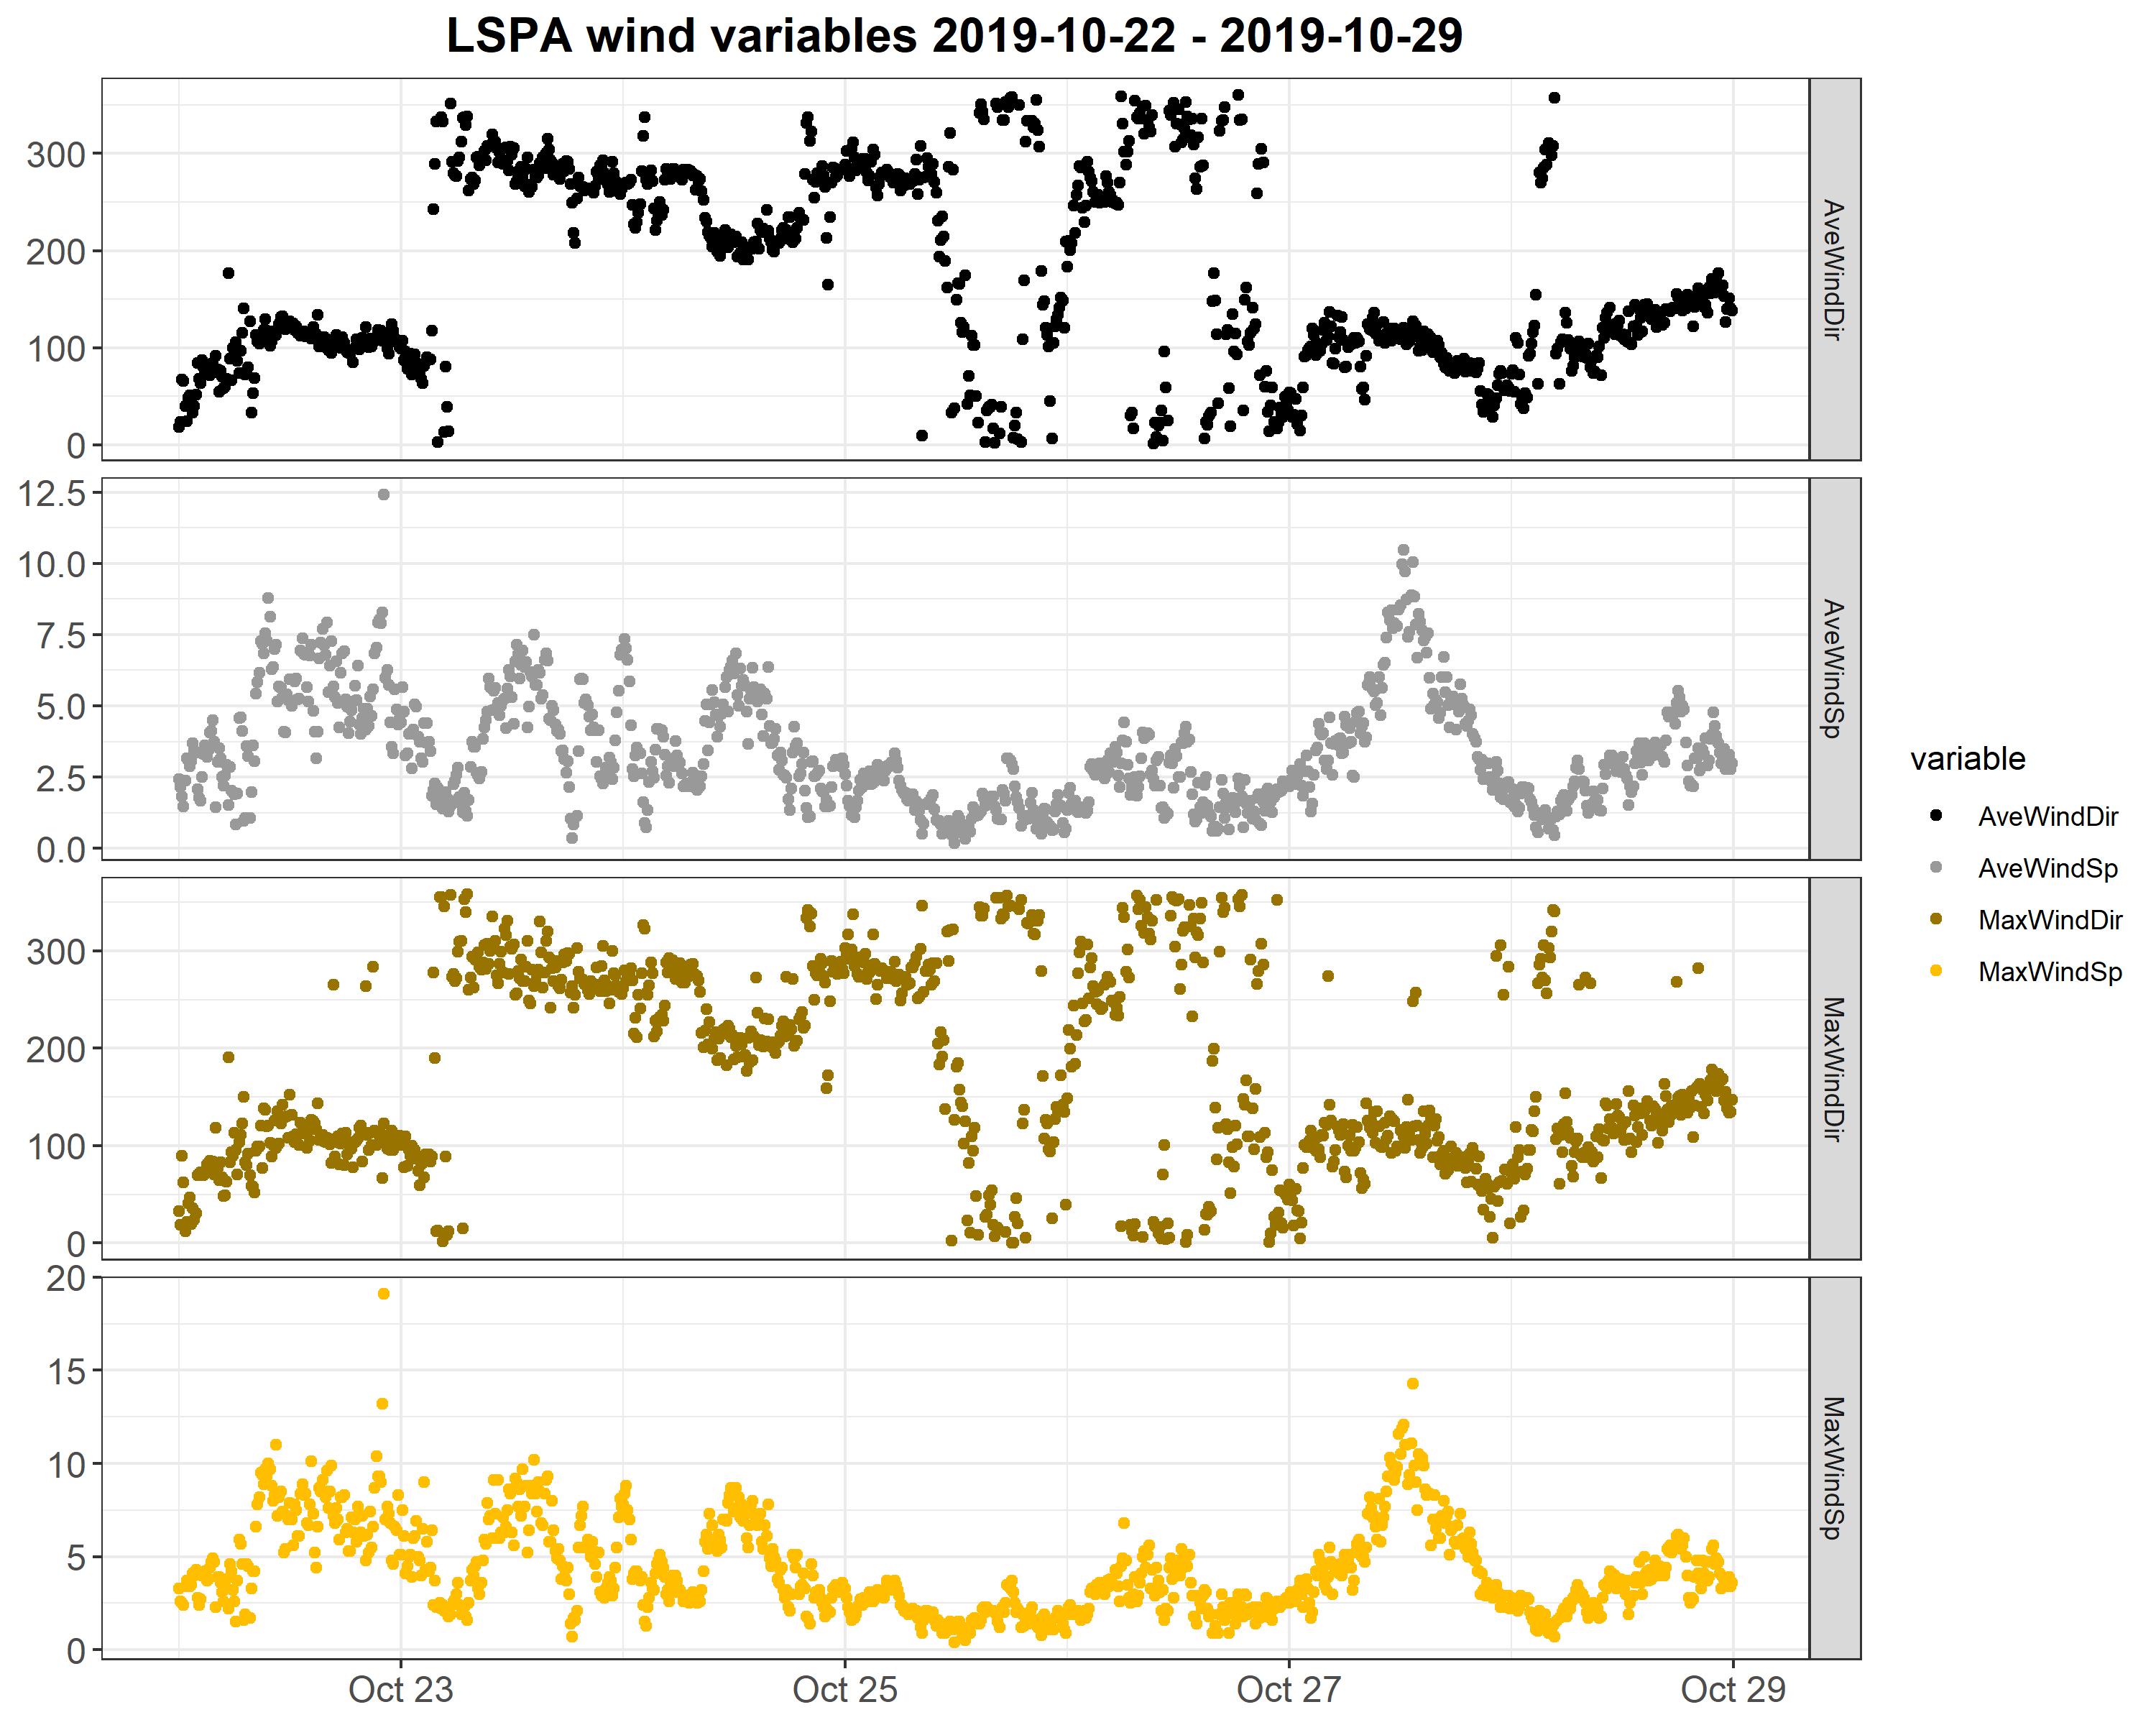 LSPA wind variables 2019-10-22 - 2019-10-29
300
200
100
0
AveWindDir
12.5
10.0
7.5
5.0
2.5
0.0
AveWindSp
300
200
100
0
MaxWindDir
20
15
10
5
0
MaxWindSp
Oct 23
Oct 25
Oct 27
Oct 29
variable
AveWindDir
AveWindSp
MaxWindDir
MaxWindSp